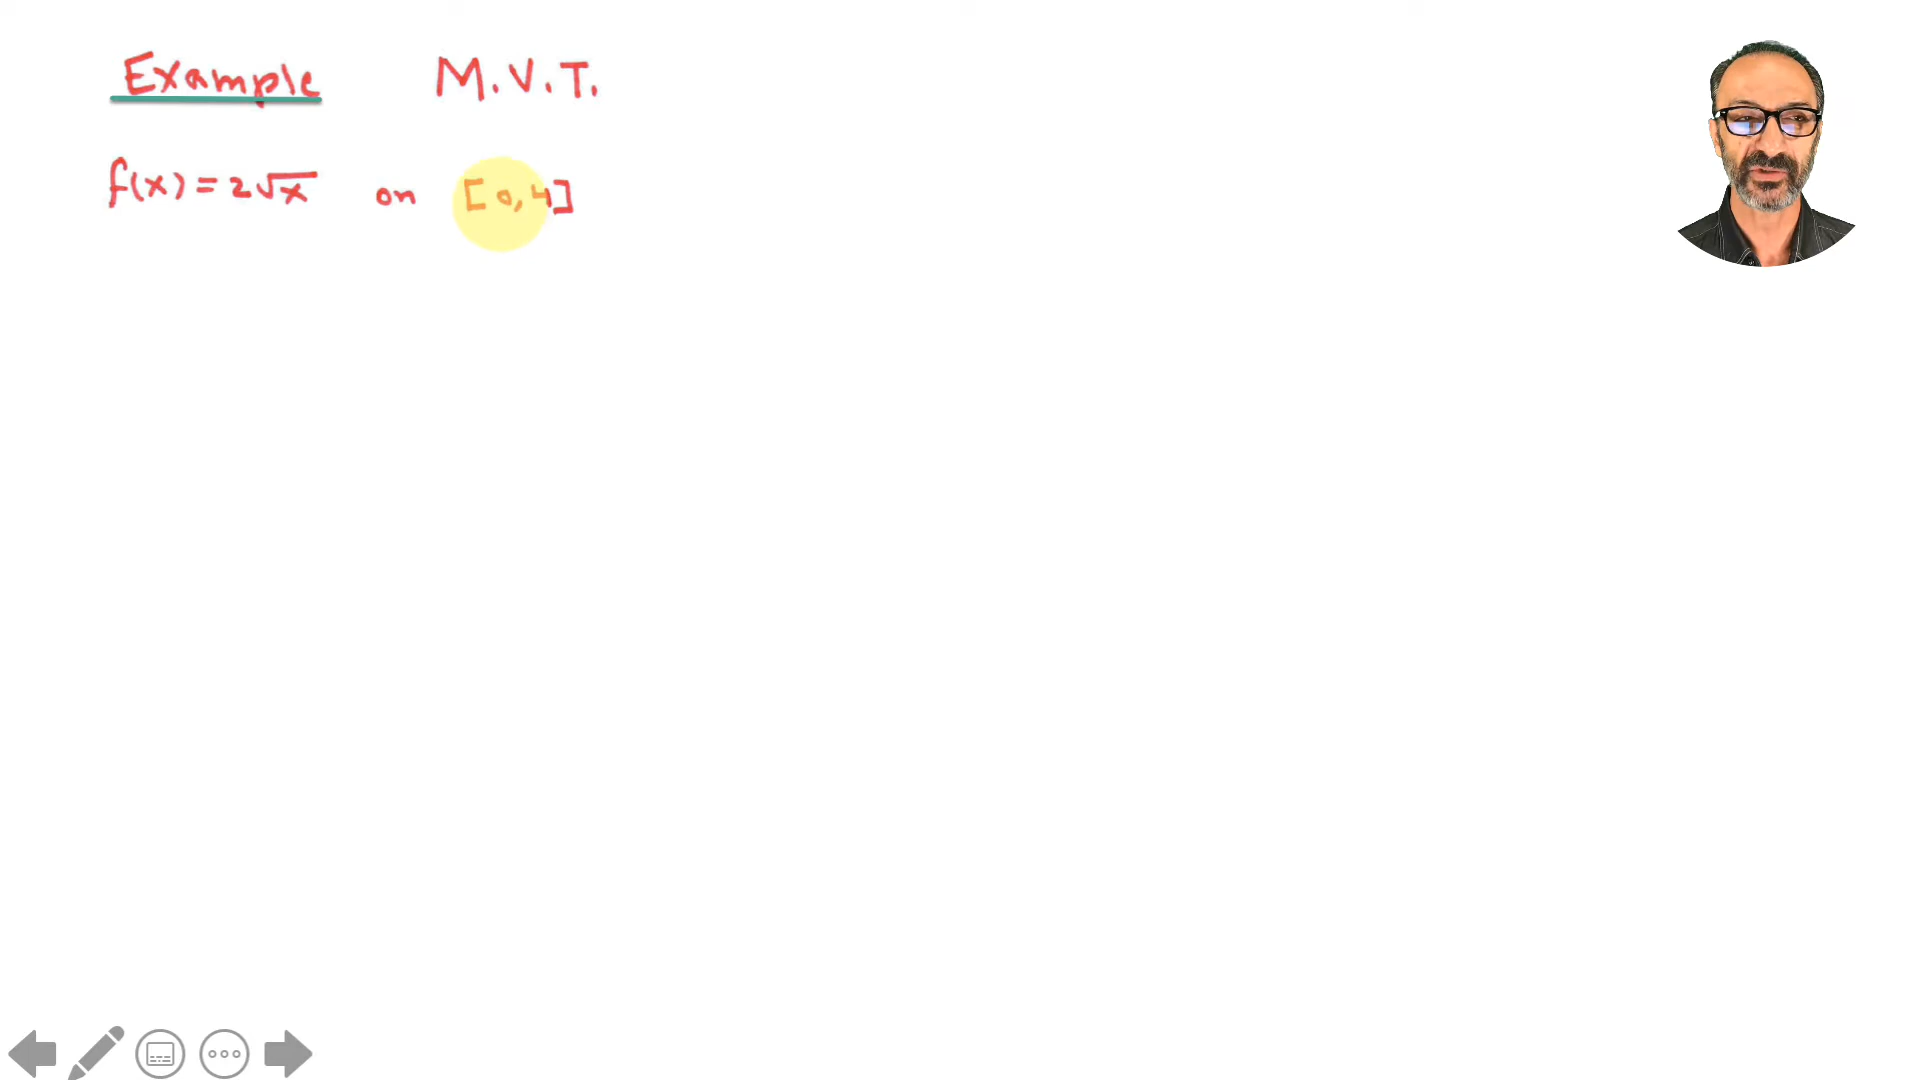 Example M.V.T.
f(x) = 2√x on [0,4]